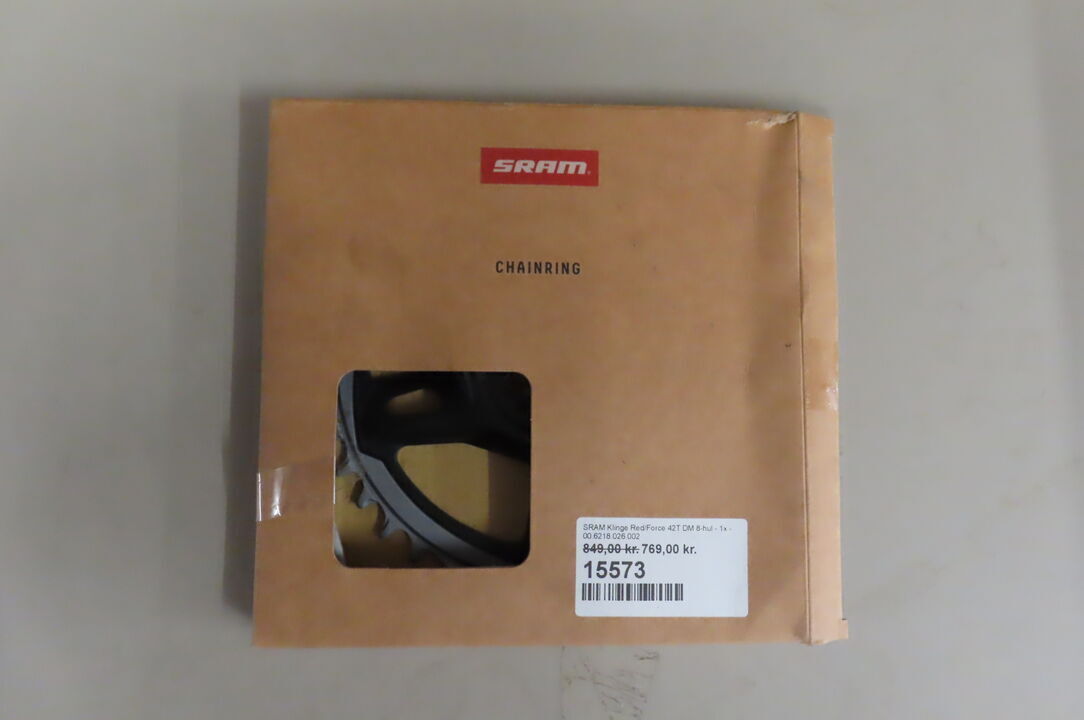 SRAM
CHAINRING
SRAM Klinge Red/Force 42T DM 8-hul - 1x -
00.6218.026.002
849,00 kr. 769,00 kr.
15573